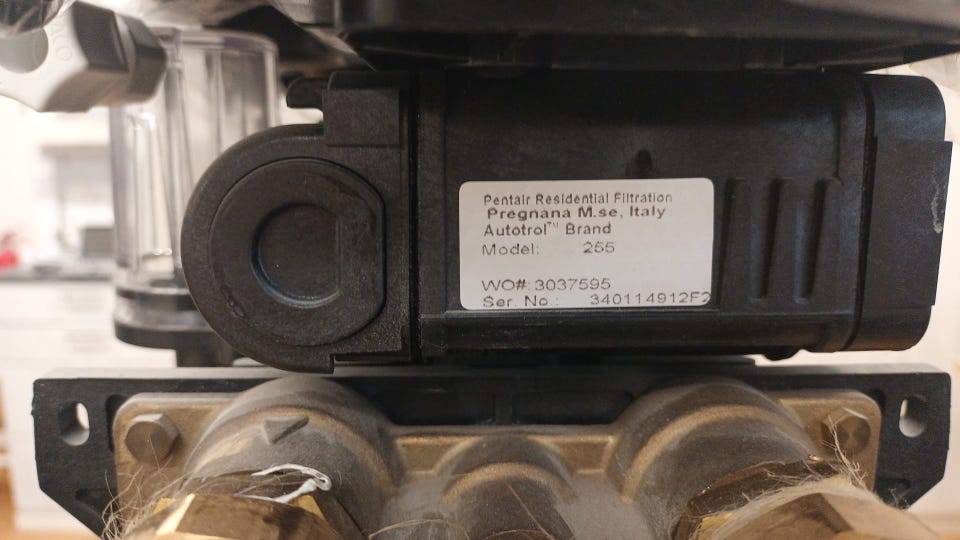 Pentair Residential Filtration
Pregnana M.se, Italy
Autotrol™ Brand
Model: 255
WO#: 3037595
Ser. No.: 340114912F2